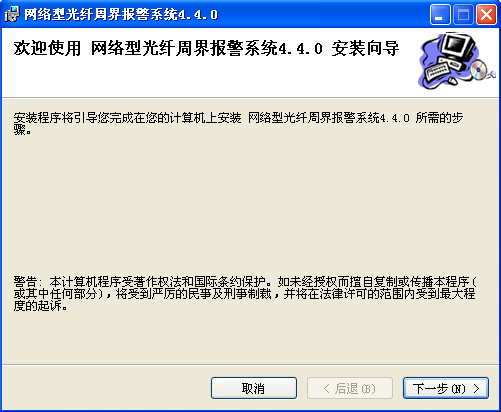 网络型光纤周界报警系统4.4.0
欢迎使用 网络型光纤周界报警系统4.4.0 安装向导
安装程序将引导您完成在您的计算机上安装 网络型光纤周界报警系统4.4.0 所需的步
骤。
警告: 本计算机程序受著作权法和国际条约保护。如未经授权而擅自复制或传播本程序(
或其中任何部分)，将受到严厉的民事及刑事制裁，并将在法律许可的范围内受到最大程
度的起诉。
取消
< 后退(B)
下一步(N) >